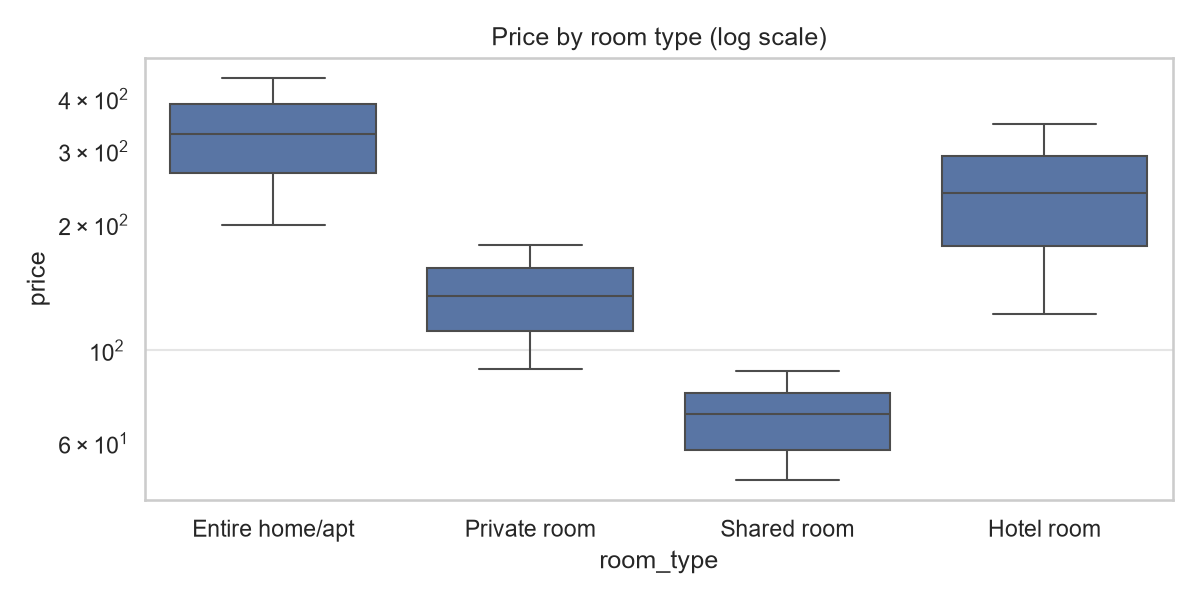 Price by room type (log scale)
4 × 10²
3 × 10²
2 × 10²
10²
6 × 10¹
price
Entire home/apt Private room Shared room Hotel room
room_type